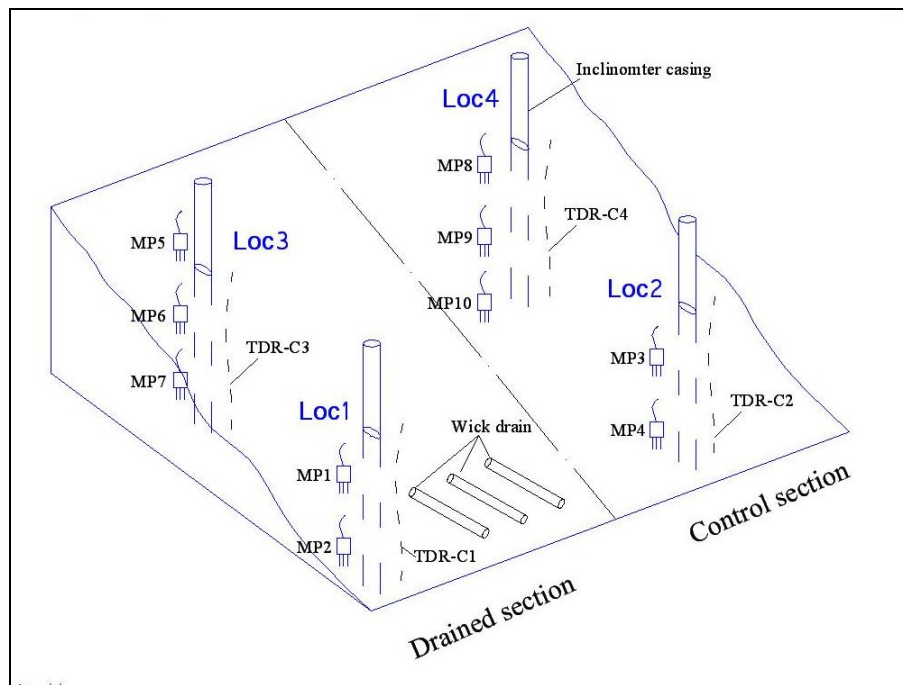 Inclinomter casing
Loc4
MP8
TDR-C4
MP9
MP10
MP5
Loc3
MP6
TDR-C3
MP7
Loc2
MP3
TDR-C2
MP4
Loc1
Wick drain
MP1
MP2
TDR-C1
Control section
Drained section